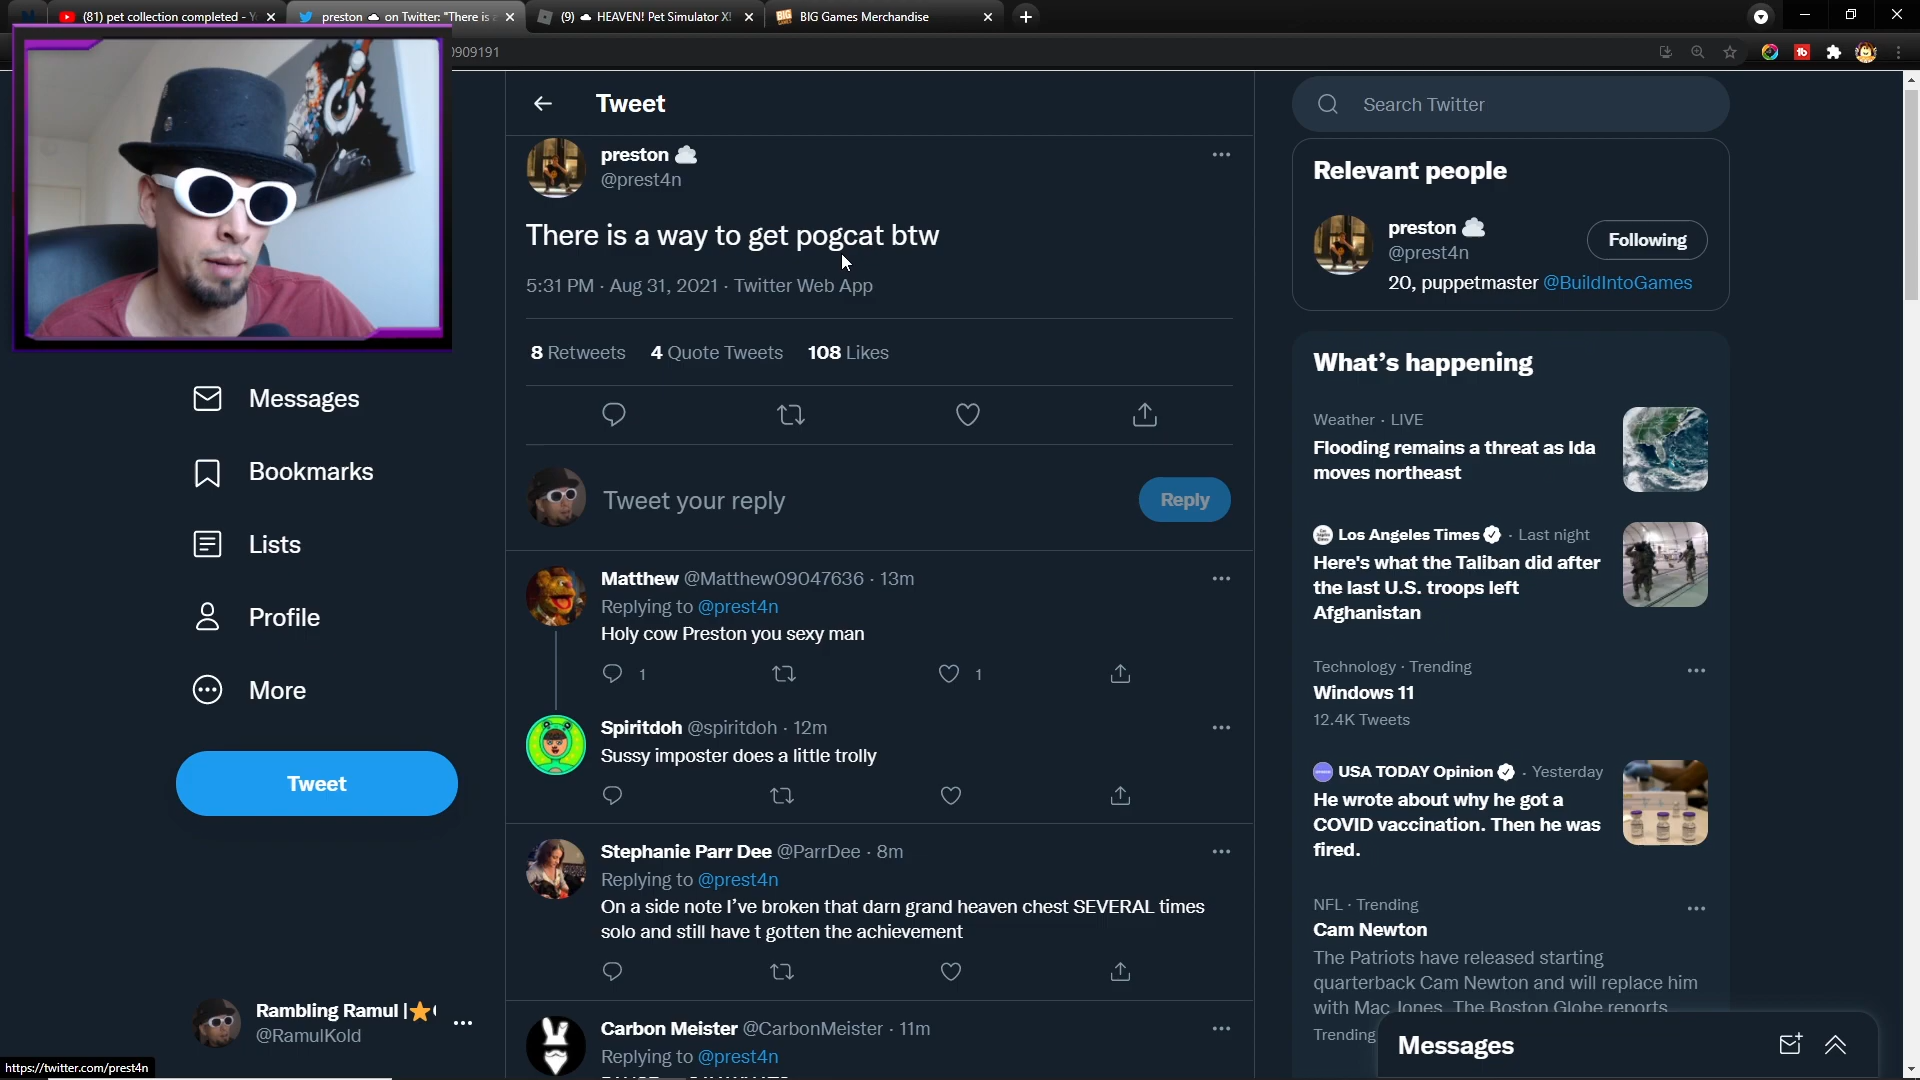 (81) pet collection completed - Y
preston ☁ on Twitter: "There is a
(9) ☁ HEAVEN! Pet Simulator X!
BIG Games Merchandise
0909191
Tweet
preston ☁
@prest4n
There is a way to get pogcat btw
5:31 PM · Aug 31, 2021 · Twitter Web App
8 Retweets 4 Quote Tweets 108 Likes
Tweet your reply
Reply
Matthew @Matthew09047636 · 13m
Replying to @prest4n
Holy cow Preston you sexy man
1 1
Spiritdoh @spiritdoh · 12m
Sussy imposter does a little trolly
Stephanie Parr Dee @ParrDee · 8m
Replying to @prest4n
On a side note I've broken that darn grand heaven chest SEVERAL times
solo and still have t gotten the achievement
Carbon Meister @CarbonMeister · 11m
Replying to @prest4n
Messages
Bookmarks
Lists
Profile
More
Tweet
Rambling Ramul |⭐
@RamulKold
https://twitter.com/prest4n
Search Twitter
Relevant people
preston ☁
@prest4n
Following
20, puppetmaster @BuildIntoGames
What's happening
Weather · LIVE
Flooding remains a threat as Ida
moves northeast
Los Angeles Times · Last night
Here's what the Taliban did after
the last U.S. troops left
Afghanistan
Technology · Trending
Windows 11
12.4K Tweets
USA TODAY Opinion · Yesterday
He wrote about why he got a
COVID vaccination. Then he was
fired.
NFL · Trending
Cam Newton
The Patriots have released starting
quarterback Cam Newton and will replace him
with Mac Jones, The Boston Globe reports
Trending
Messages